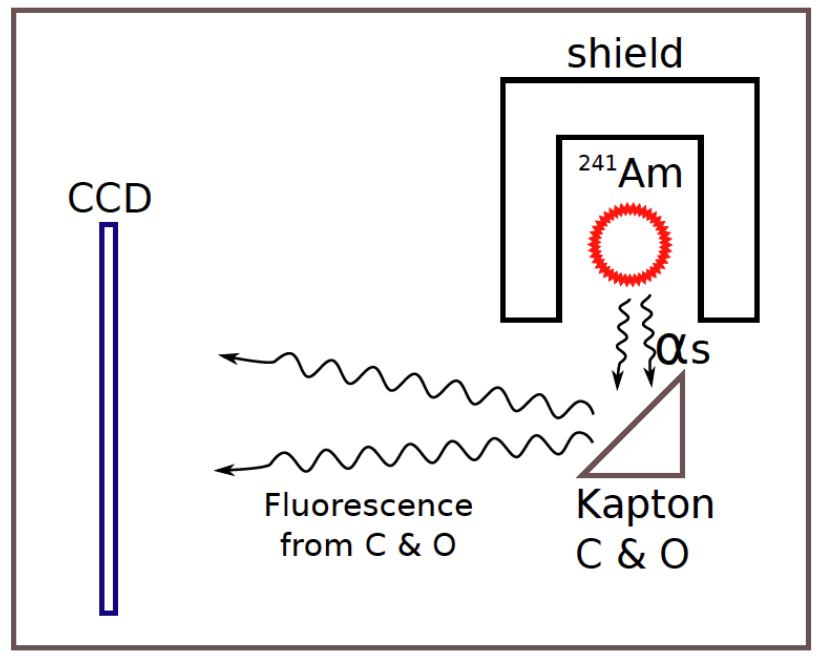 shield
²⁴¹Am
CCD
αs
Fluorescence
from C & O
Kapton
C & O